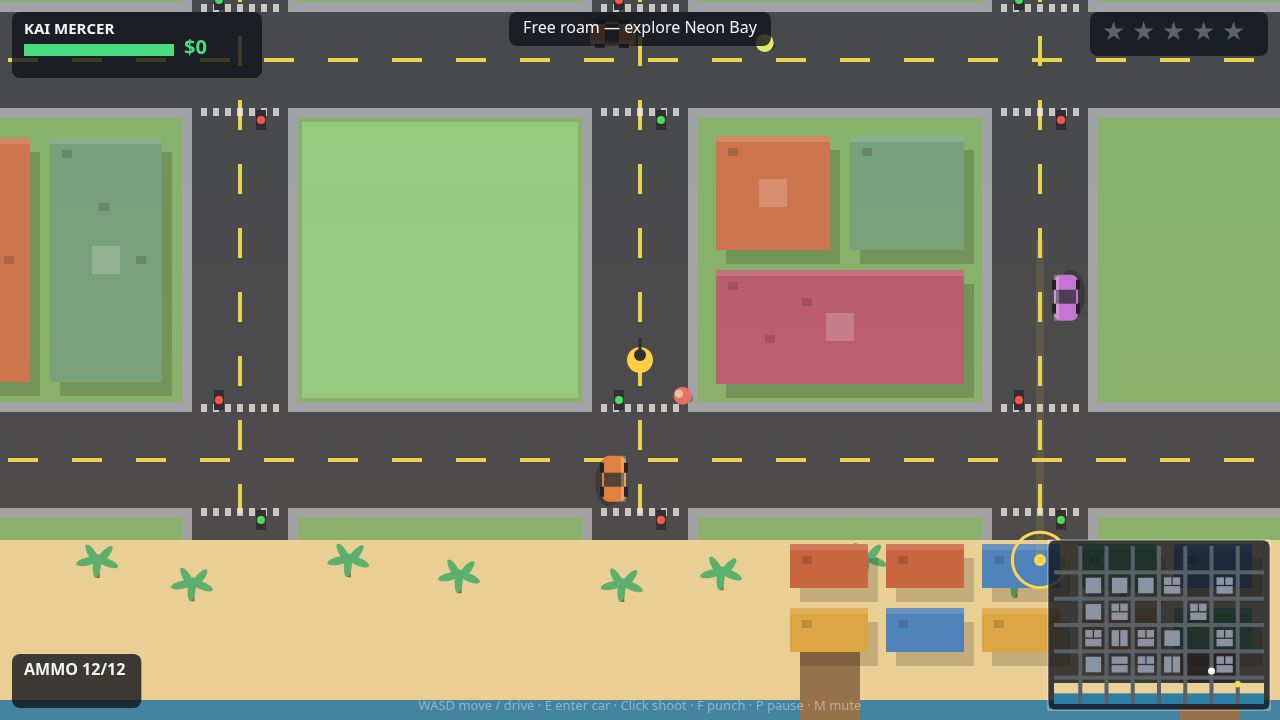 KAI MERCER
$0
Free roam — explore Neon Bay
AMMO 12/12
WASD move / drive · E enter car · Click shoot · F punch · P pause · M mute